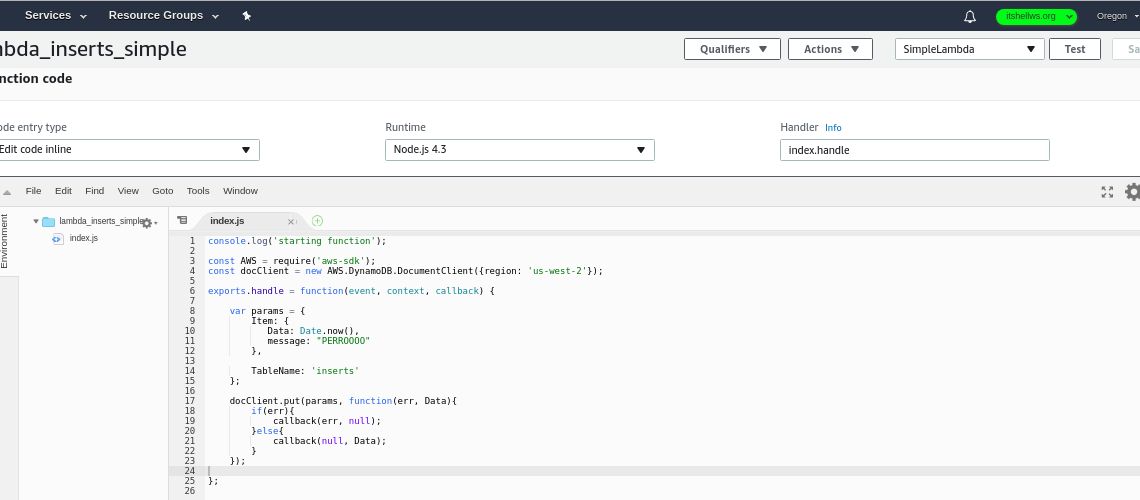 Services Resource Groups itshellws.org Oregon
lambda_inserts_simple Qualifiers Actions SimpleLambda Test
nction code
ode entry type Runtime Handler Info
Edit code inline Node.js 4.3 index.handle
File Edit Find View Goto Tools Window
Environment
lambda_inserts_simple
index.js
index.js
1 console.log('starting function');
2
3 const AWS = require('aws-sdk');
4 const docClient = new AWS.DynamoDB.DocumentClient({region: 'us-west-2'});
5
6 exports.handle = function(event, context, callback) {
7
8 var params = {
9 Item: {
10 Data: Date.now(),
11 message: "PERROOOO"
12 },
13
14 TableName: 'inserts'
15 };
16
17 docClient.put(params, function(err, Data){
18 if(err){
19 callback(err, null);
20 }else{
21 callback(null, Data);
22 }
23 });
24
25 };
26